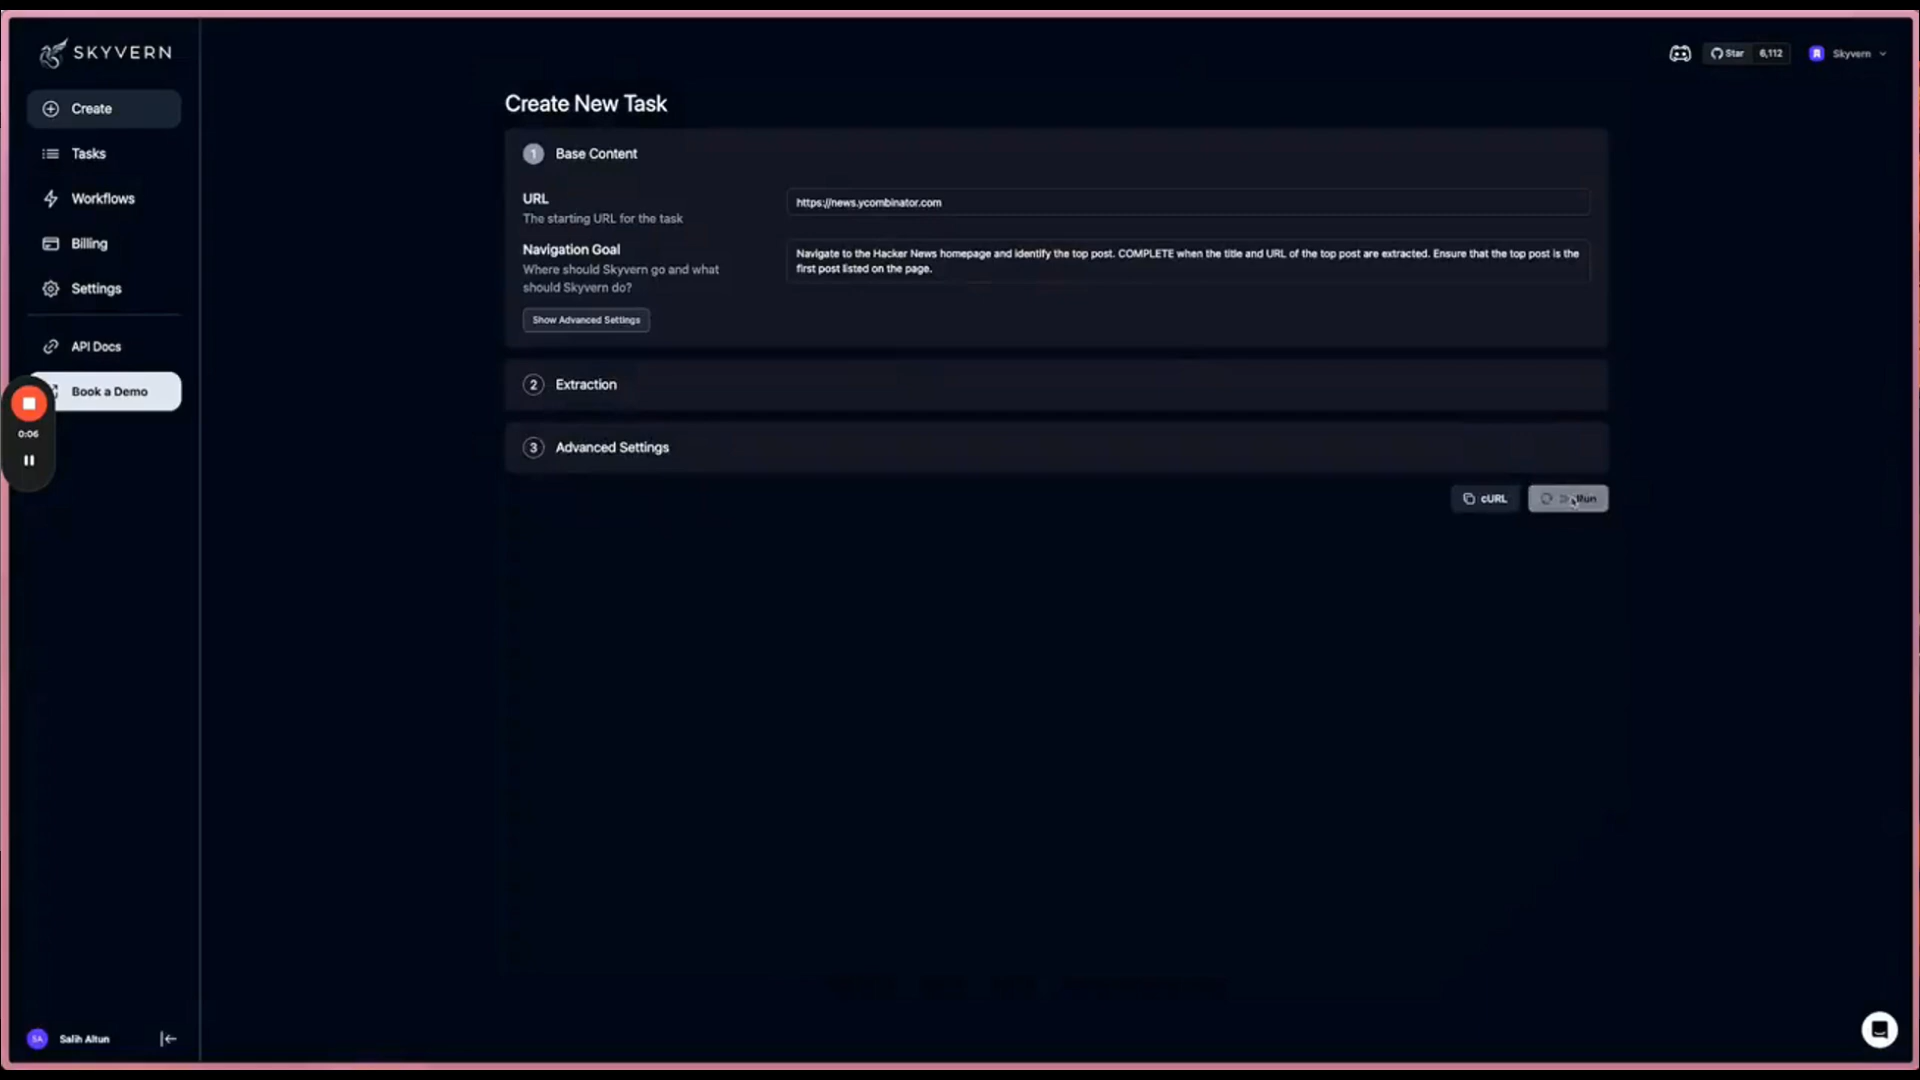 SKYVERN
Create
Tasks
Workflows
Billing
Settings
API Docs
Book a Demo
0:06
SA
Salih Altun
Star 6,112
Skyvern
Create New Task
1 Base Content
URL
The starting URL for the task
https://news.ycombinator.com
Navigation Goal
Where should Skyvern go and what
should Skyvern do?
Navigate to the Hacker News homepage and identify the top post. COMPLETE when the title and URL of the top post are extracted. Ensure that the top post is the
first post listed on the page.
Show Advanced Settings
2 Extraction
3 Advanced Settings
cURL
Run